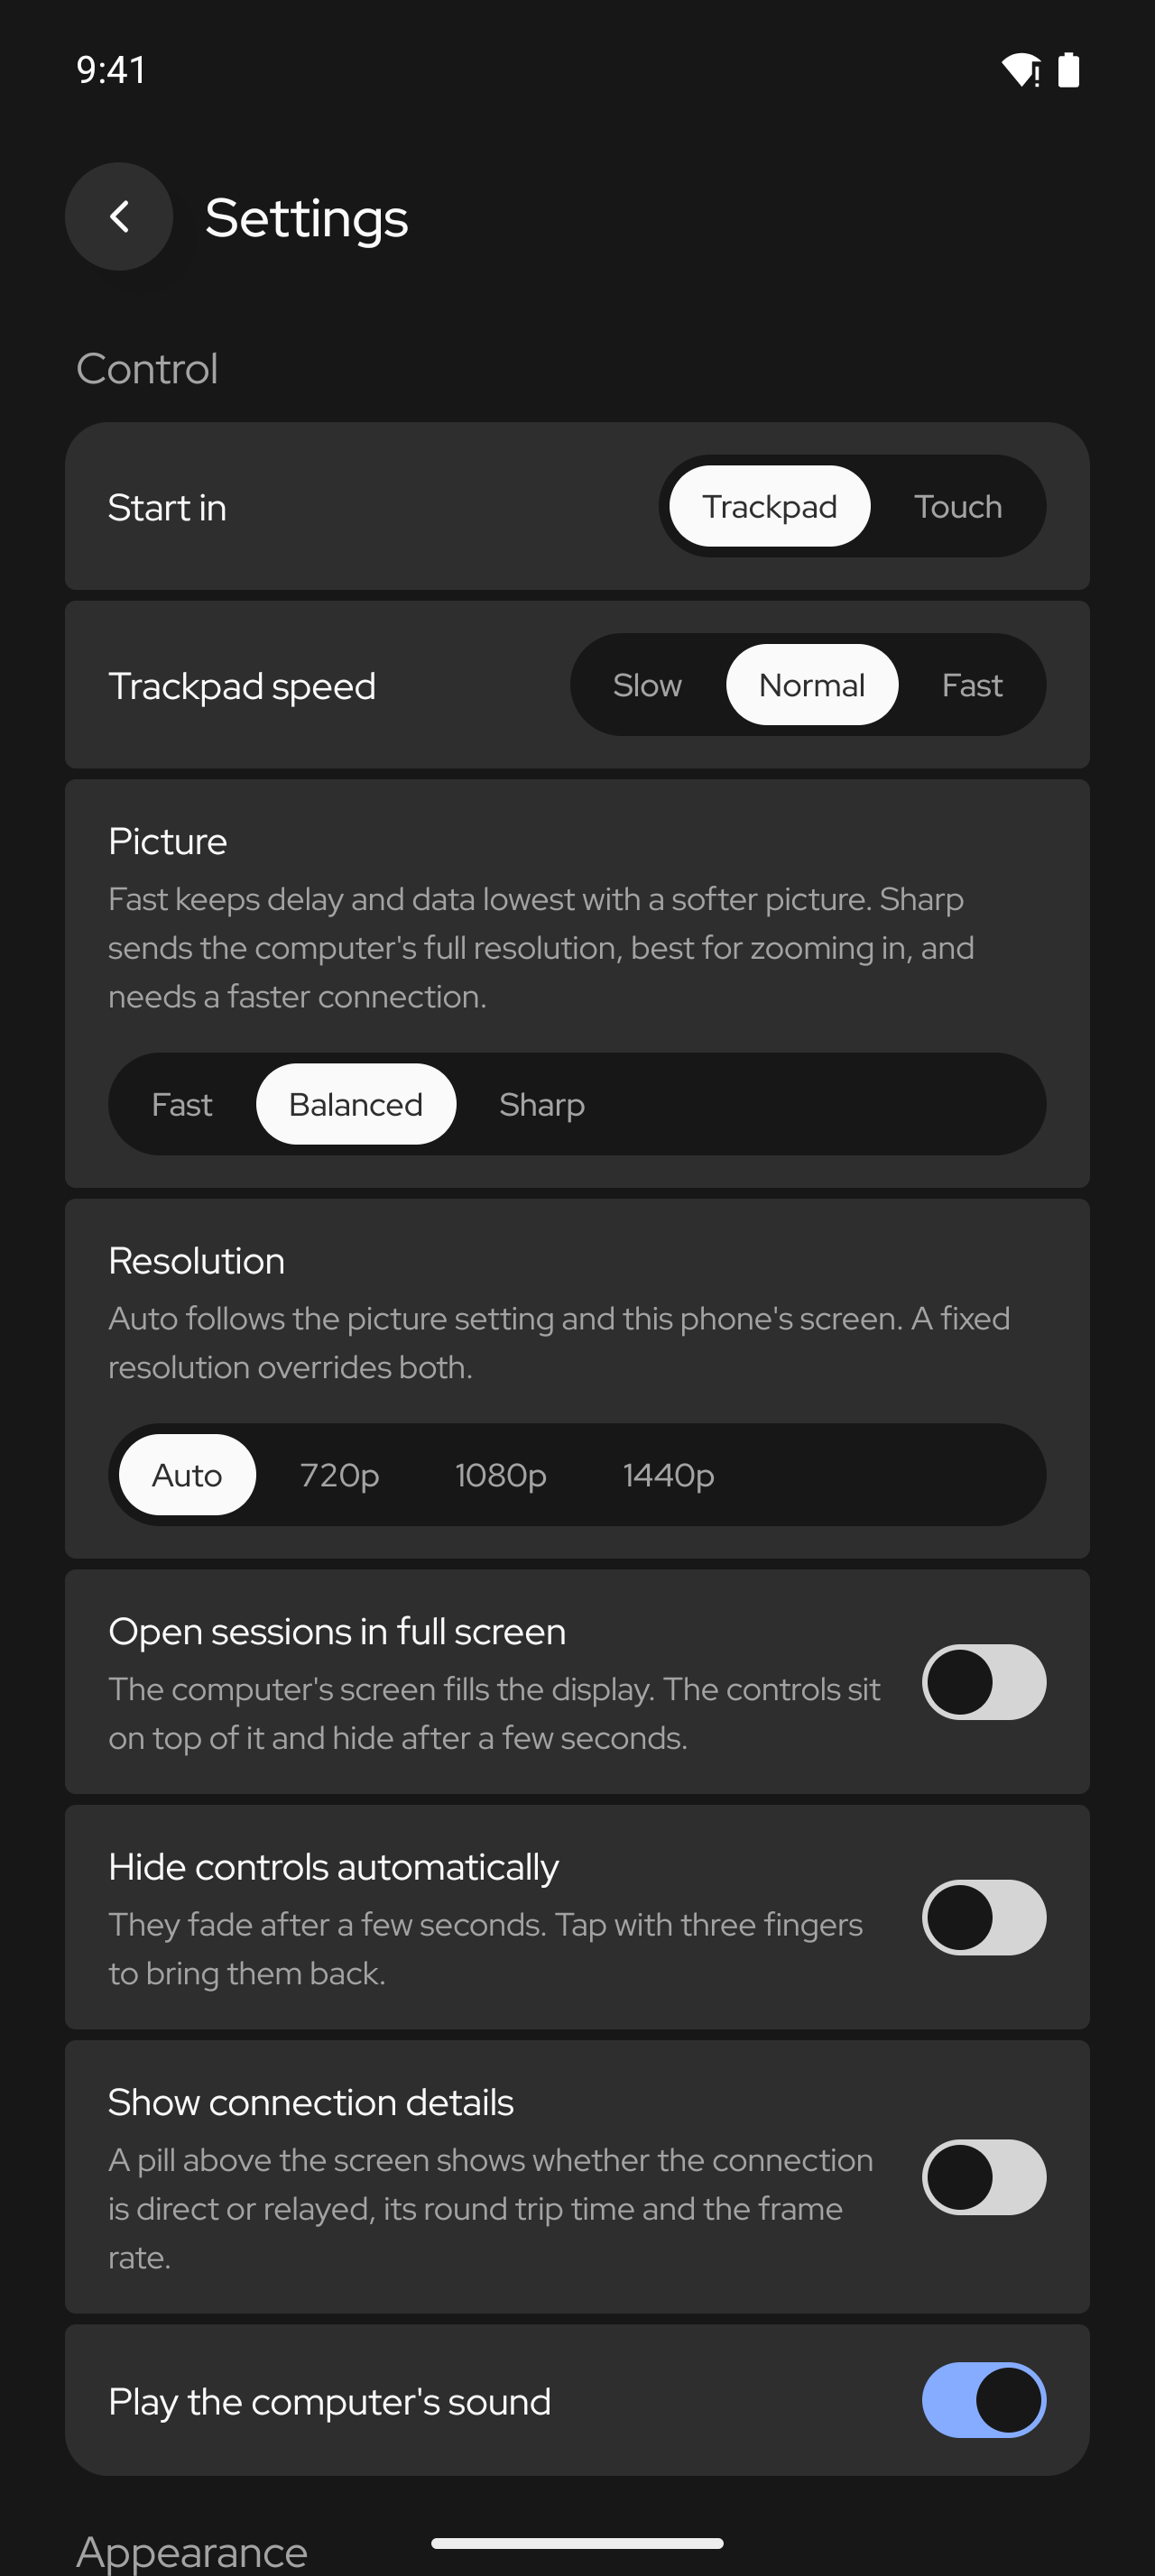 9:41
Settings
Control
Start in
Trackpad Touch
Trackpad speed
Slow Normal Fast
Picture
Fast keeps delay and data lowest with a softer picture. Sharp
sends the computer's full resolution, best for zooming in, and
needs a faster connection.
Fast Balanced Sharp
Resolution
Auto follows the picture setting and this phone's screen. A fixed
resolution overrides both.
Auto 720p 1080p 1440p
Open sessions in full screen
The computer's screen fills the display. The controls sit
on top of it and hide after a few seconds.
Hide controls automatically
They fade after a few seconds. Tap with three fingers
to bring them back.
Show connection details
A pill above the screen shows whether the connection
is direct or relayed, its round trip time and the frame
rate.
Play the computer's sound
Appearance